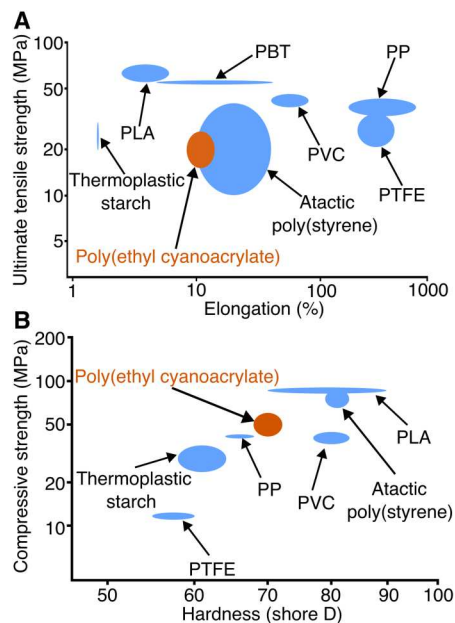 A
Ultimate tensile strength (MPa)
100
50
20
10
5
PBT
PP
PLA
PVC
PTFE
Thermoplastic
starch
Atactic
poly(styrene)
Poly(ethyl cyanoacrylate)
1
10
100
1000
Elongation (%)
B
Compressive strength (MPa)
200
100
50
20
10
Poly(ethyl cyanoacrylate)
PLA
Thermoplastic
starch
PP
PVC
Atactic
poly(styrene)
PTFE
50
60
70
80
90
100
Hardness (shore D)